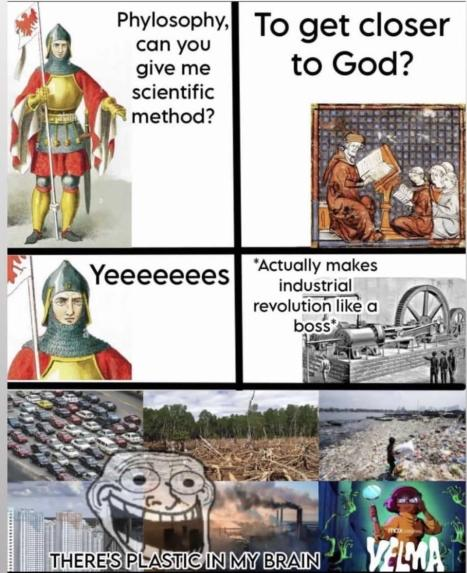 Phylosophy,
can you
give me
scientific
method?
To get closer
to God?
Yeeeeeees
*Actually makes
industrial
revolution like a
boss*
THERE'S PLASTIC IN MY BRAIN
max
VELMA